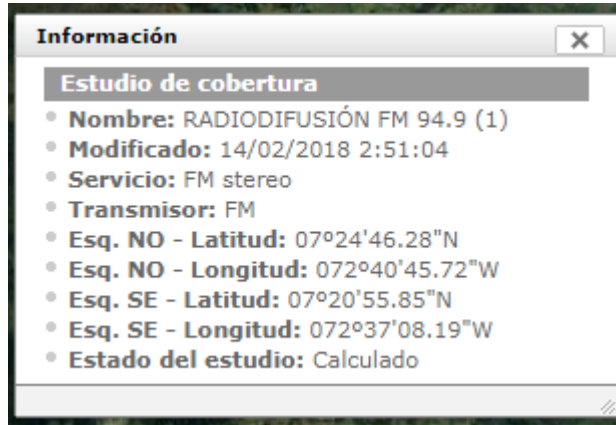 Información
Estudio de cobertura
Nombre: RADIODIFUSIÓN FM 94.9 (1)
Modificado: 14/02/2018 2:51:04
Servicio: FM stereo
Transmisor: FM
Esq. NO - Latitud: 07º24'46.28"N
Esq. NO - Longitud: 072º40'45.72"W
Esq. SE - Latitud: 07º20'55.85"N
Esq. SE - Longitud: 072º37'08.19"W
Estado del estudio: Calculado